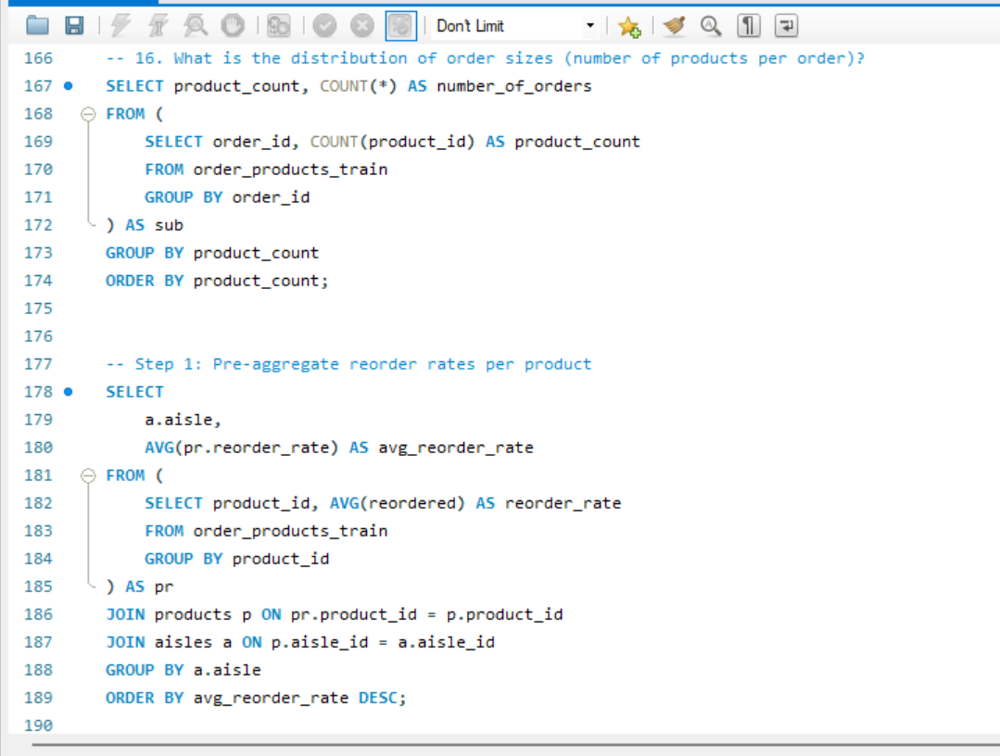 Don't Limit
166 -- 16. What is the distribution of order sizes (number of products per order)?
167 SELECT product_count, COUNT(*) AS number_of_orders
168 FROM (
169 SELECT order_id, COUNT(product_id) AS product_count
170 FROM order_products_train
171 GROUP BY order_id
172 ) AS sub
173 GROUP BY product_count
174 ORDER BY product_count;
175
176
177 -- Step 1: Pre-aggregate reorder rates per product
178 SELECT
179 a.aisle,
180 AVG(pr.reorder_rate) AS avg_reorder_rate
181 FROM (
182 SELECT product_id, AVG(reordered) AS reorder_rate
183 FROM order_products_train
184 GROUP BY product_id
185 ) AS pr
186 JOIN products p ON pr.product_id = p.product_id
187 JOIN aisles a ON p.aisle_id = a.aisle_id
188 GROUP BY a.aisle
189 ORDER BY avg_reorder_rate DESC;
190